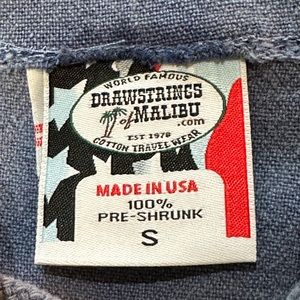 WORLD FAMOUS
DRAWSTRINGS
of MALIBU
.com
EST 1978
COTTON TRAVEL WEAR
MADE IN USA
100%
PRE-SHRUNK
S